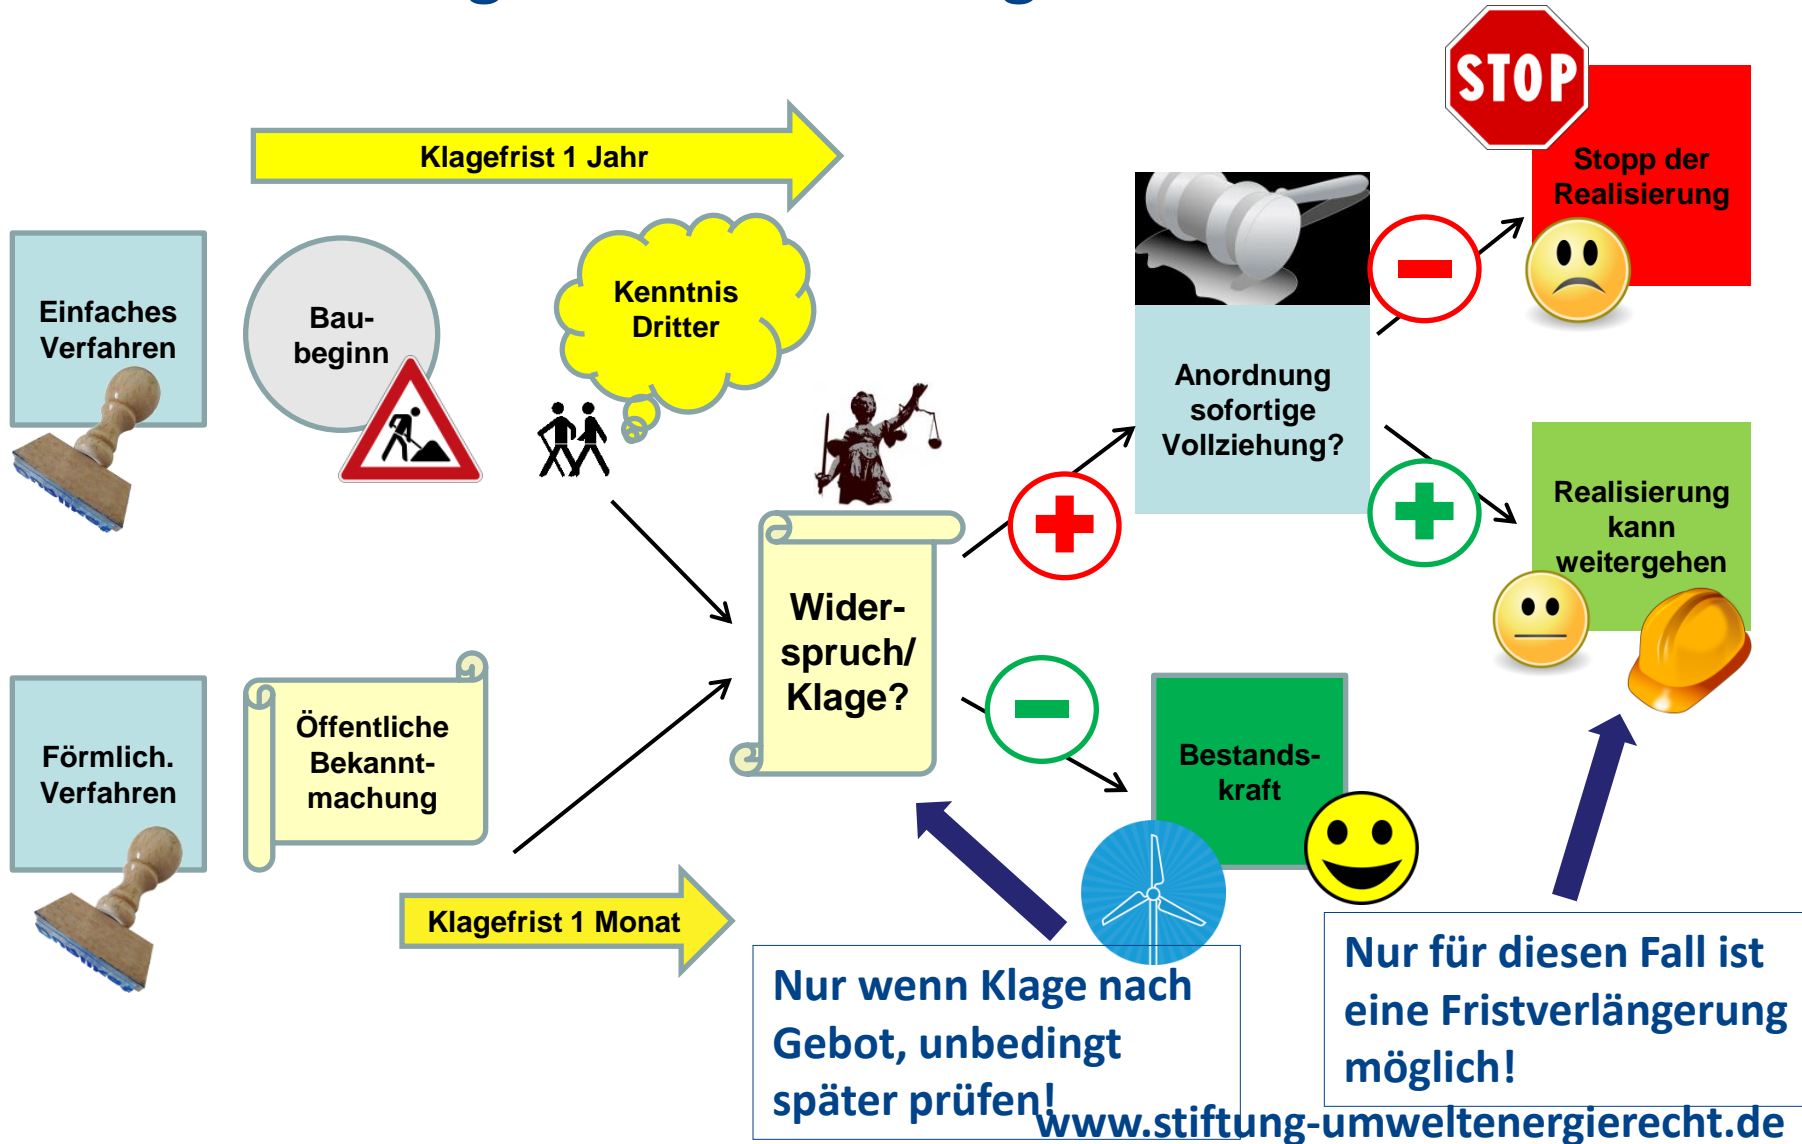 Klagefrist 1 Jahr
Einfaches
Verfahren
Bau-
beginn
Kenntnis
Dritter
Förmlich.
Verfahren
Öffentliche
Bekannt-
machung
Klagefrist 1 Monat
Wider-
spruch/
Klage?
Anordnung
sofortige
Vollziehung?
STOP
Stopp der
Realisierung
Realisierung
kann
weitergehen
Bestands-
kraft
Nur wenn Klage nach
Gebot, unbedingt
später prüfen!
Nur für diesen Fall ist
eine Fristverlängerung
möglich!
www.stiftung-umweltenergierecht.de